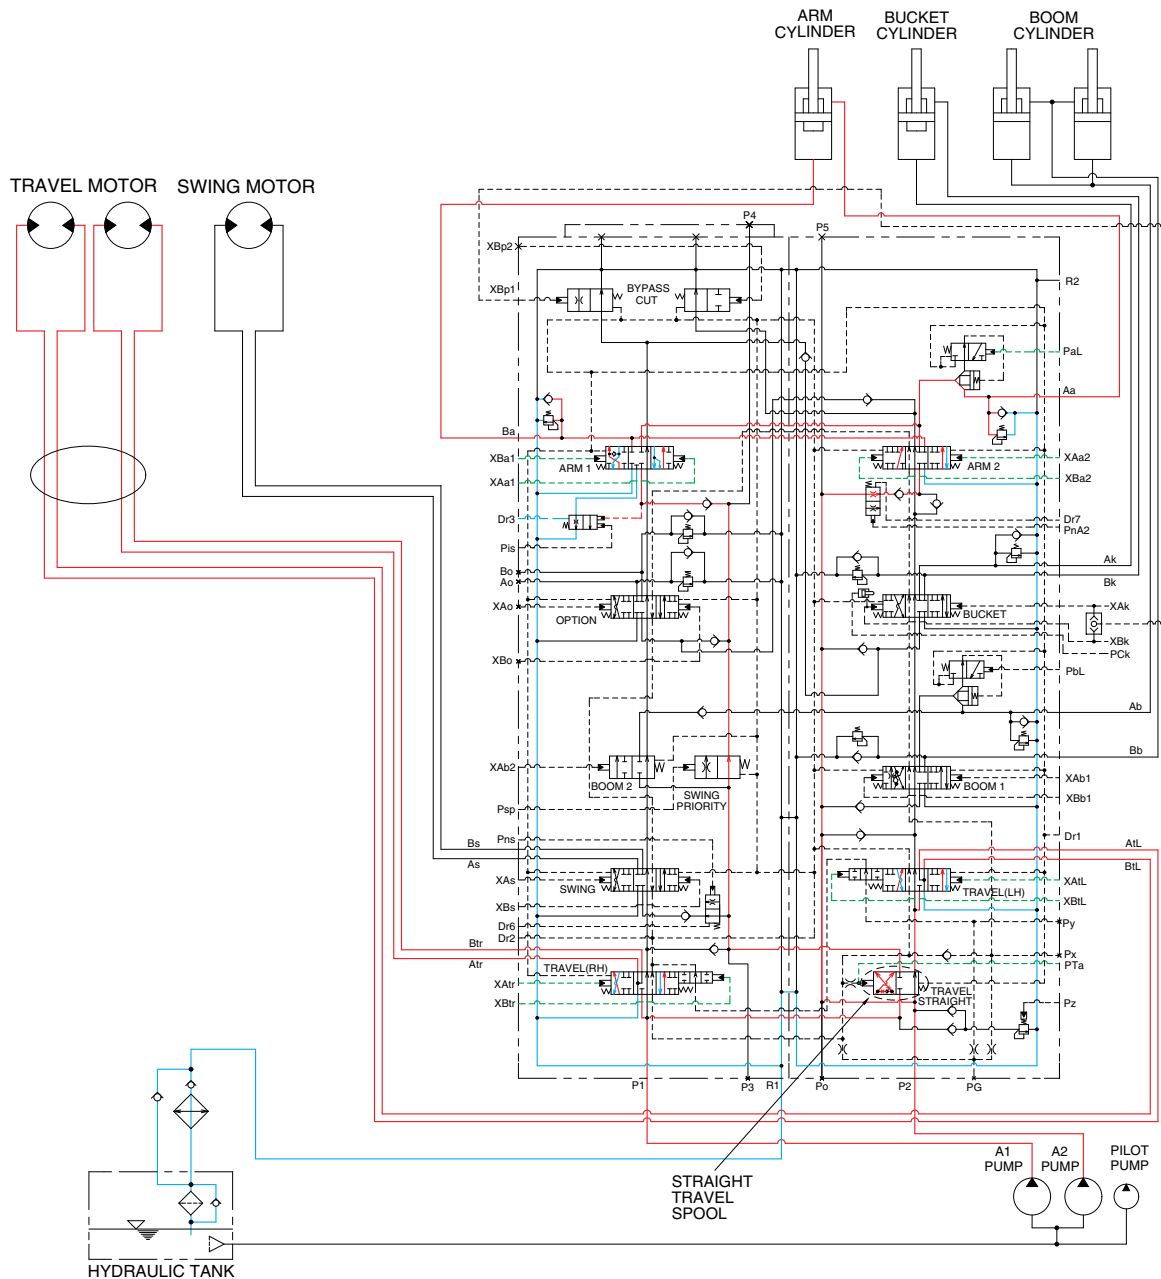 ARM
CYLINDER
BUCKET
CYLINDER
BOOM
CYLINDER
TRAVEL MOTOR
SWING MOTOR
P4
P5
XBp2
R2
XBp1
BYPASS
CUT
PaL
Aa
Ba
XBa1
ARM 1
ARM 2
XAa2
XAa1
XBa2
Dr3
Dr7
PnA2
Pis
Ak
Bo
Ao
Bk
XAo
OPTION
BUCKET
XAk
XBk
PCk
XBo
PbL
Ab
Bb
XAb2
BOOM 2
SWING
PRIORITY
BOOM 1
XAb1
XBb1
Psp
Pns
Dr1
Bs
AtL
As
BtL
XAs
SWING
TRAVEL(LH)
XAtL
XBs
XBtL
Dr6
Dr2
Py
Btr
Px
Atr
TRAVEL(RH)
PTa
XAtr
TRAVEL
STRAIGHT
XBtr
Pz
P1
P3
R1
Po
P2
PG
STRAIGHT
TRAVEL
SPOOL
A1
PUMP
A2
PUMP
PILOT
PUMP
HYDRAULIC TANK